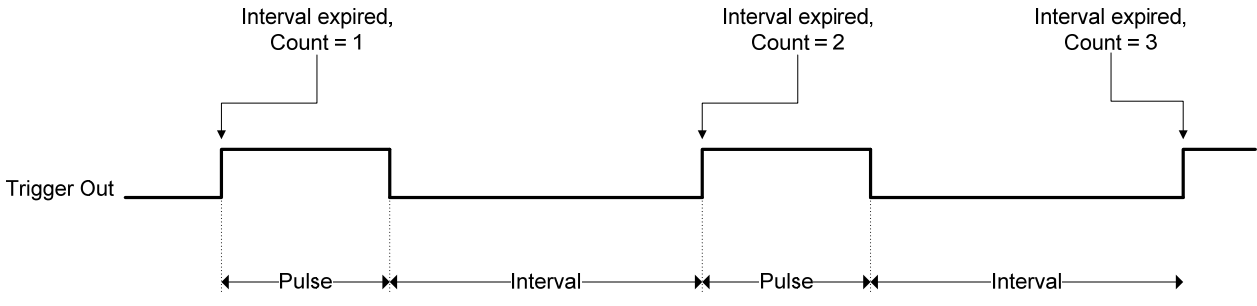 Interval expired,
Count = 1
Interval expired,
Count = 2
Interval expired,
Count = 3
Trigger Out
Pulse
Interval
Pulse
Interval